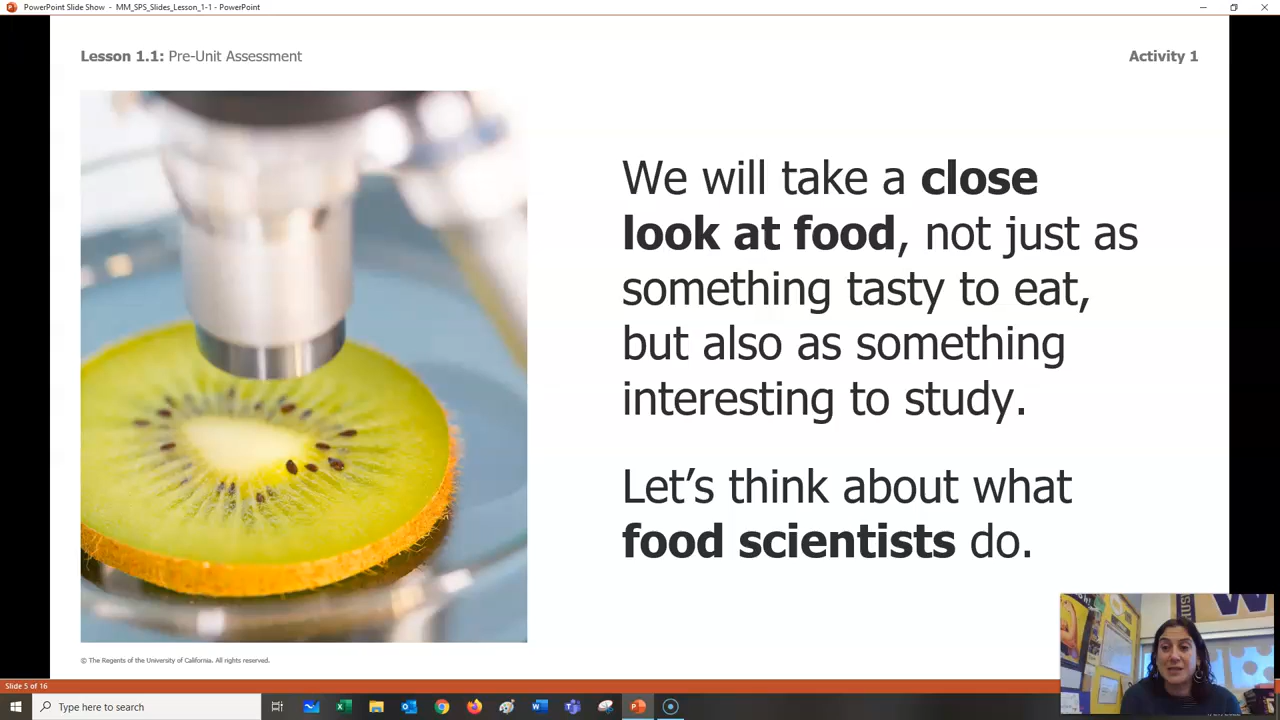 PowerPoint Slide Show - MM_SPS_Slides_Lesson_1-1 - PowerPoint
Lesson 1.1: Pre-Unit Assessment
Activity 1
We will take a close
look at food, not just as
something tasty to eat,
but also as something
interesting to study.
Let’s think about what
food scientists do.
© The Regents of the University of California. All rights reserved.
W
Slide 5 of 16
Type here to search